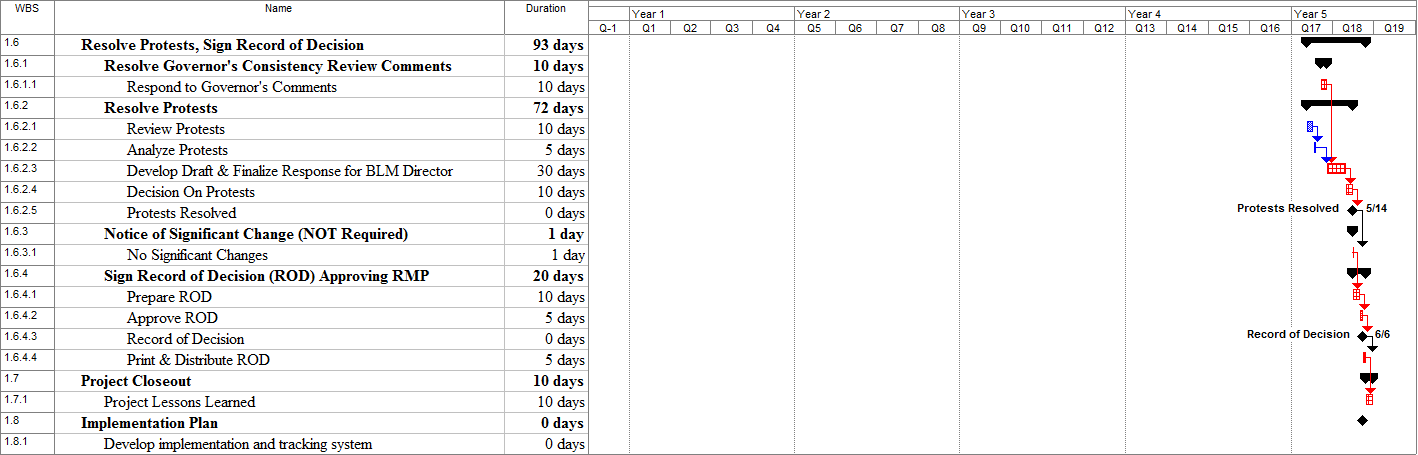 WBS Name Duration Year 1 Year 2 Year 3 Year 4 Year 5
Q-1 Q1 Q2 Q3 Q4 Q5 Q6 Q7 Q8 Q9 Q10 Q11 Q12 Q13 Q14 Q15 Q16 Q17 Q18 Q19
1.6 Resolve Protests, Sign Record of Decision 93 days
1.6.1 Resolve Governor's Consistency Review Comments 10 days
1.6.1.1 Respond to Governor's Comments 10 days
1.6.2 Resolve Protests 72 days
1.6.2.1 Review Protests 10 days
1.6.2.2 Analyze Protests 5 days
1.6.2.3 Develop Draft & Finalize Response for BLM Director 30 days
1.6.2.4 Decision On Protests 10 days
1.6.2.5 Protests Resolved 0 days Protests Resolved 5/14
1.6.3 Notice of Significant Change (NOT Required) 1 day
1.6.3.1 No Significant Changes 1 day
1.6.4 Sign Record of Decision (ROD) Approving RMP 20 days
1.6.4.1 Prepare ROD 10 days
1.6.4.2 Approve ROD 5 days
1.6.4.3 Record of Decision 0 days Record of Decision 6/6
1.6.4.4 Print & Distribute ROD 5 days
1.7 Project Closeout 10 days
1.7.1 Project Lessons Learned 10 days
1.8 Implementation Plan 0 days
1.8.1 Develop implementation and tracking system 0 days